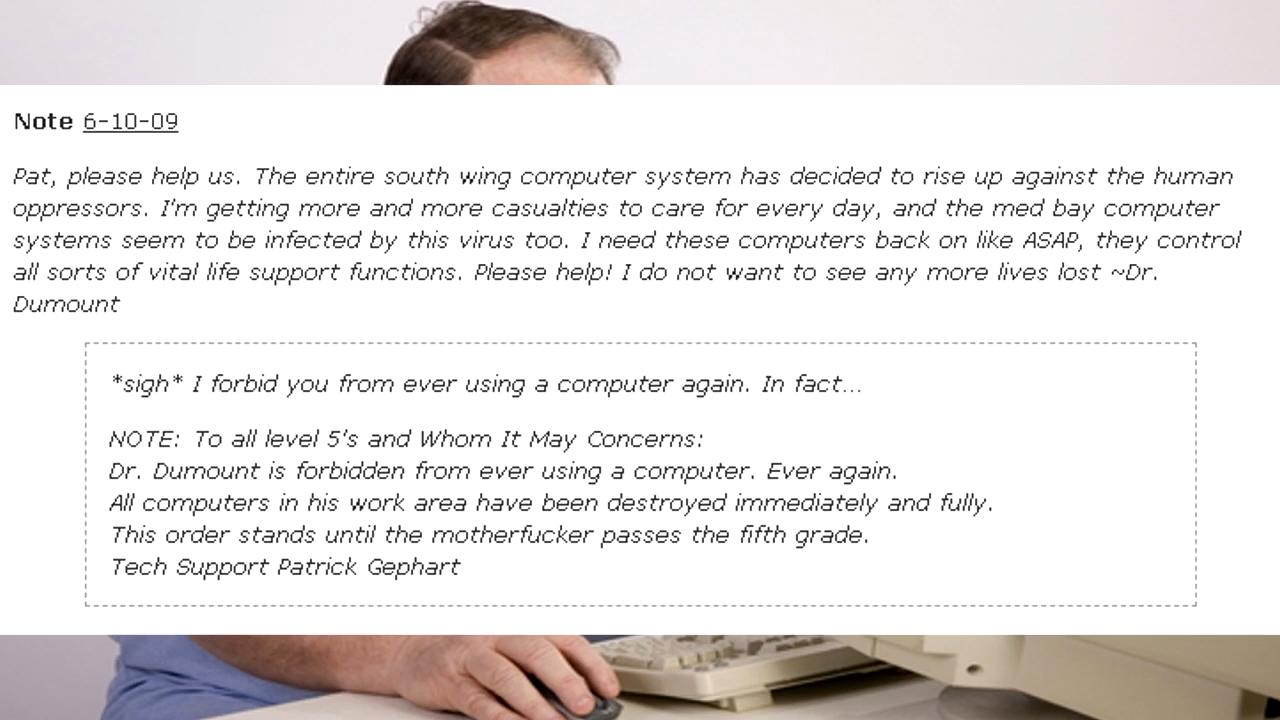 Note 6-10-09
Pat, please help us. The entire south wing computer system has decided to rise up against the human
oppressors. I'm getting more and more casualties to care for every day, and the med bay computer
systems seem to be infected by this virus too. I need these computers back on like ASAP, they control
all sorts of vital life support functions. Please help! I do not want to see any more lives lost ~Dr.
Dumount
*sigh* I forbid you from ever using a computer again. In fact...
NOTE: To all level 5's and Whom It May Concerns:
Dr. Dumount is forbidden from ever using a computer. Ever again.
All computers in his work area have been destroyed immediately and fully.
This order stands until the motherfucker passes the fifth grade.
Tech Support Patrick Gephart